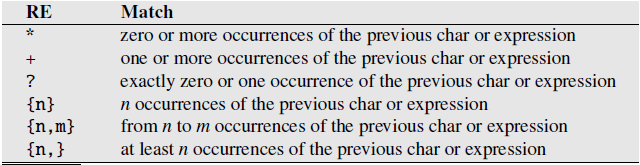 RE Match
* zero or more occurrences of the previous char or expression
+ one or more occurrences of the previous char or expression
? exactly zero or one occurrence of the previous char or expression
{n} n occurrences of the previous char or expression
{n,m} from n to m occurrences of the previous char or expression
{n,} at least n occurrences of the previous char or expression